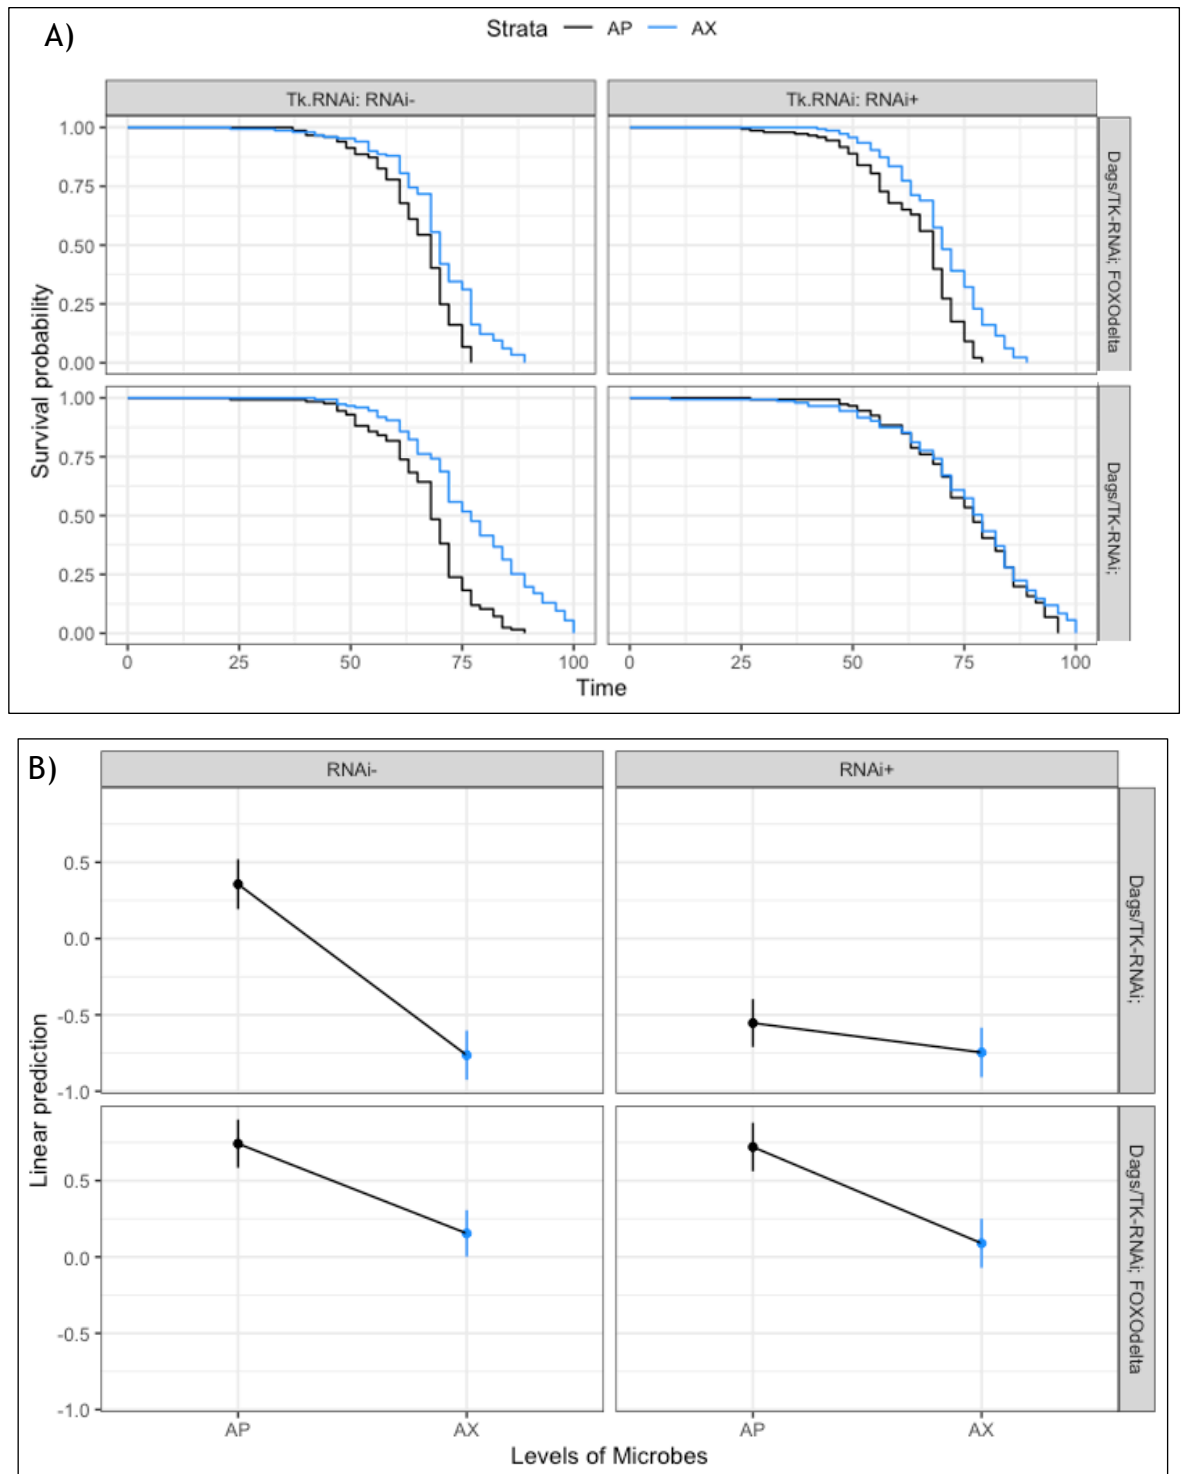 A)
Strata AP AX
Tk.RNAi: RNAi- Tk.RNAi: RNAi+
1.00
0.75
0.50
0.25
0.00
Dags/TK-RNAi; FOXOdelta
Survival probability
1.00
0.75
0.50
0.25
0.00
Dags/TK-RNAi;
0 25 50 75 100 0 25 50 75 100
Time
B)
RNAi- RNAi+
0.5
0.0
-0.5
-1.0
Dags/TK-RNAi;
Linear prediction
0.5
0.0
-0.5
-1.0
Dags/TK-RNAi; FOXOdelta
AP AX AP AX
Levels of Microbes